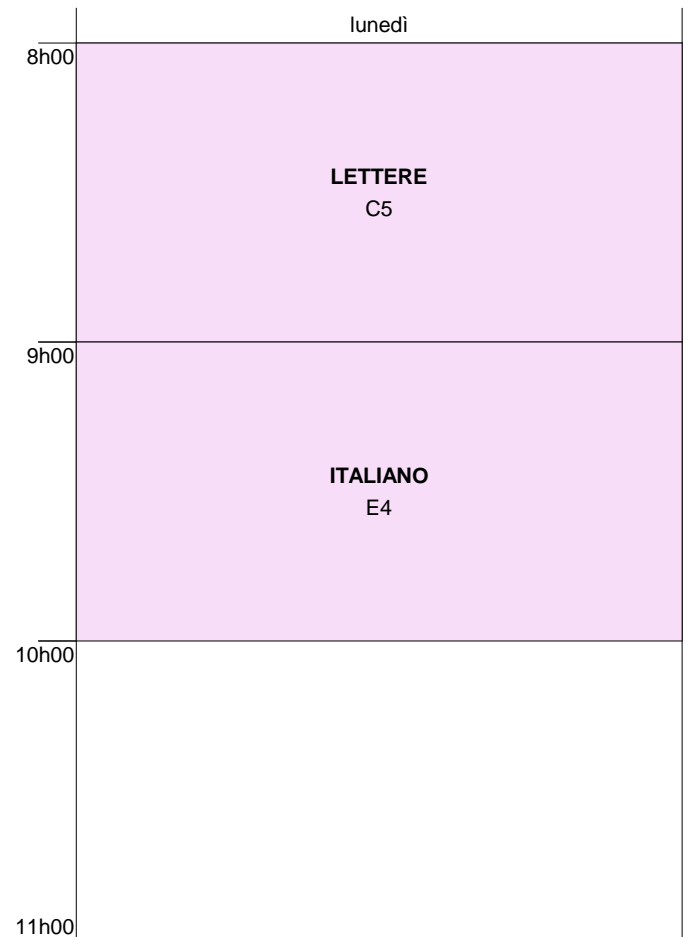 lunedì
8h00
LETTERE
C5
9h00
ITALIANO
E4
10h00
11h00